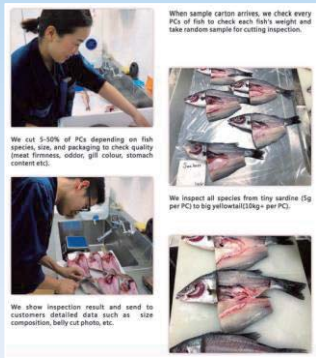 When sample carton arrives, we check every
PCs of fish to check each fish's weight and
take random sample for cutting inspection.
We cut 5-50% of PCs depending on fish
species, size, and packaging to check quality
(meat firmness, oddor, gill colour, stomach
content etc).
We inspect all species from tiny sardine (5g
per PC) to big yellowtail(10kg+ per PC).
We show inspection result and send to
customers detailed data such as size
composition, belly cut photo, etc.